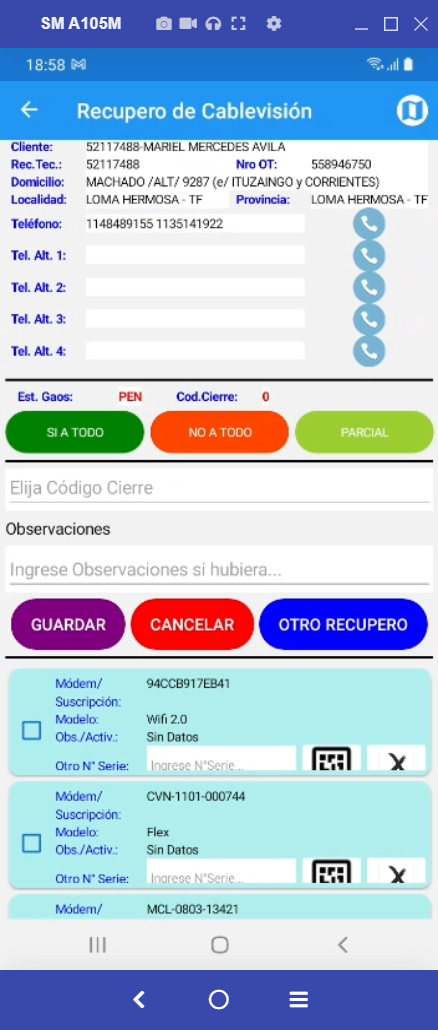 SM A105M
18:58
Recupero de Cablevisión
Cliente: 52117488-MARIEL MERCEDES AVILA
Rec.Tec.: 52117488 Nro OT: 558946750
Domicilio: MACHADO /ALT/ 9287 (e/ ITUZAINGO y CORRIENTES)
Localidad: LOMA HERMOSA - TF Provincia: LOMA HERMOSA - TF
Teléfono: 1148489155 1135141922
Tel. Alt. 1:
Tel. Alt. 2:
Tel. Alt. 3:
Tel. Alt. 4:
Est. Gaos: PEN Cod.Cierre: 0
SI A TODO NO A TODO PARCIAL
Elija Código Cierre
Observaciones
Ingrese Observaciones si hubiera...
GUARDAR CANCELAR OTRO RECUPERO
Módem/ 94CCB917EB41
Suscripción:
Modelo: Wifi 2.0
Obs./Activ.: Sin Datos
Otro N° Serie: Ingrese N°Serie...
Módem/ CVN-1101-000744
Suscripción:
Modelo: Flex
Obs./Activ.: Sin Datos
Otro N° Serie: Ingrese N°Serie...
Módem/ MCL-0803-13421